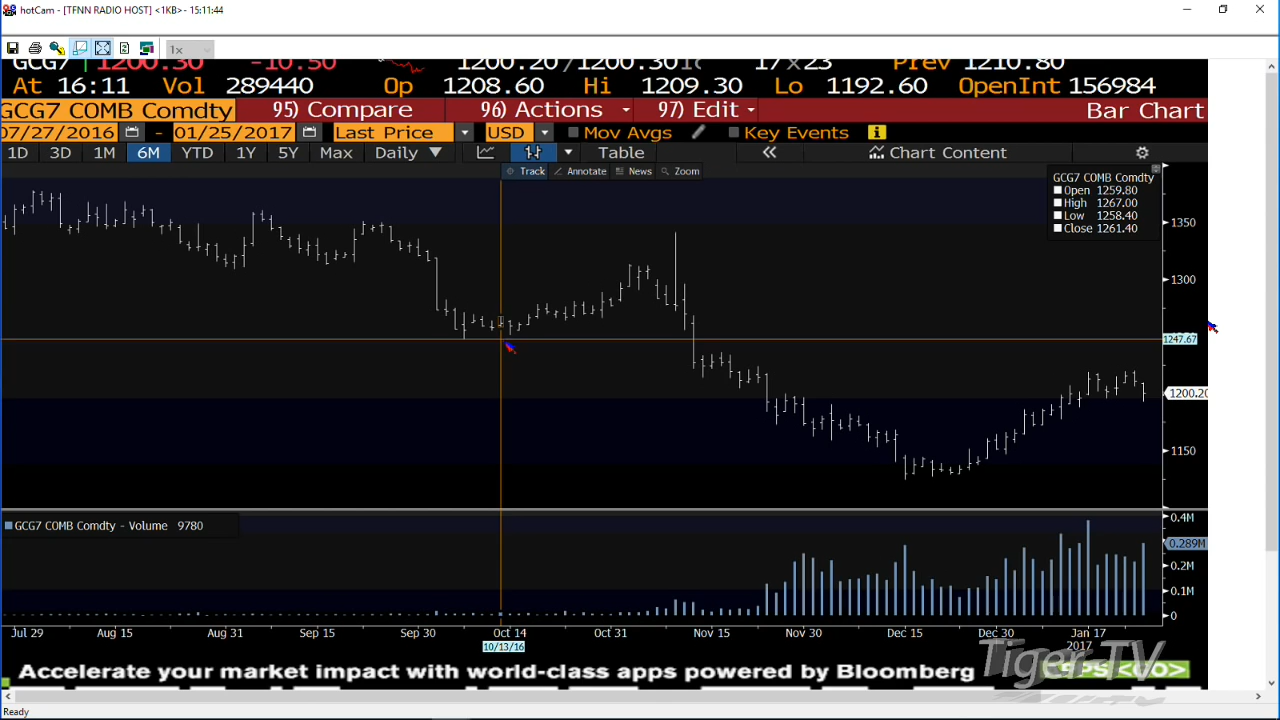 hotCam - [TFNN RADIO HOST] <1KB> - 15:11:44
1x
GCG7 1200.30 -10.50 1200.20/1200.30 17x23 Prev 1210.80
At 16:11 Vol 289440 Op 1208.60 Hi 1209.30 Lo 1192.60 OpenInt 156984
GCG7 COMB Comdty 95) Compare 96) Actions 97) Edit Bar Chart
07/27/2016 - 01/25/2017 Last Price USD Mov Avgs Key Events
1D 3D 1M 6M YTD 1Y 5Y Max Daily ▼ Table « Chart Content
Track Annotate News Zoom
GCG7 COMB Comdty
Open 1259.80
High 1267.00
Low 1258.40
Close 1261.40
1350
1300
1247.67
1200.20
1150
GCG7 COMB Comdty - Volume 9780
0.4M
0.289M
0.2M
0.1M
0
Jul 29 Aug 15 Aug 31 Sep 15 Sep 30 Oct 14 Oct 31 Nov 15 Nov 30 Dec 15 Dec 30 Jan 17
10/13/16 2017
Accelerate your market impact with world-class apps powered by Bloomberg <GO>
Tiger-TV
Ready